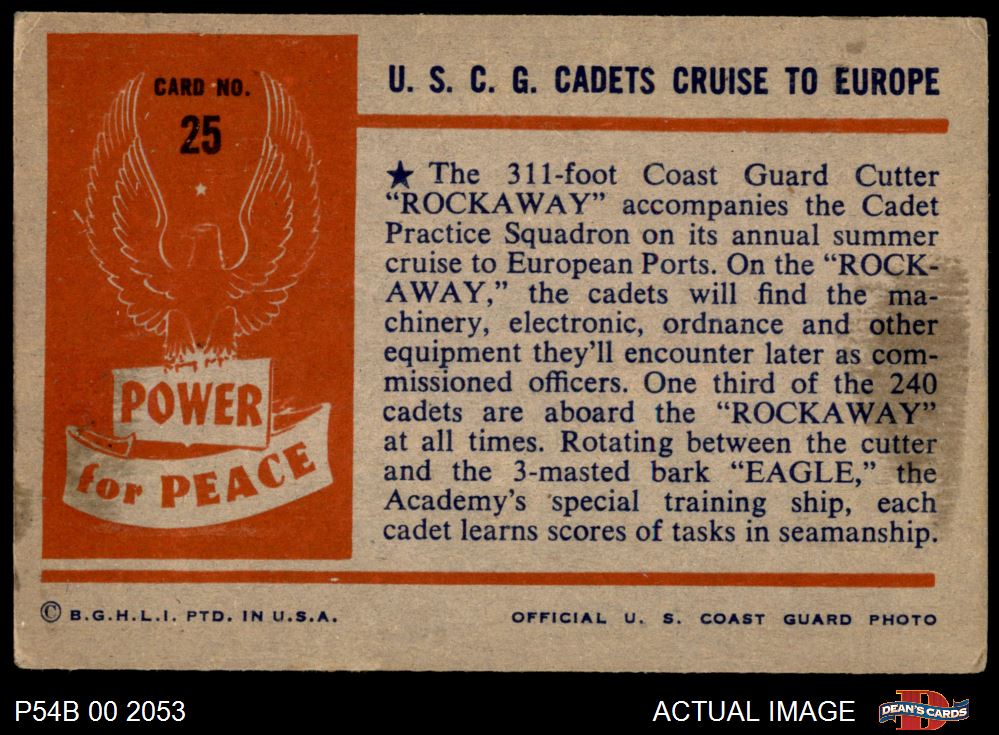 CARD NO.
25
POWER
for PEACE
U. S. C. G. CADETS CRUISE TO EUROPE
★ The 311-foot Coast Guard Cutter
“ROCKAWAY” accompanies the Cadet
Practice Squadron on its annual summer
cruise to European Ports. On the “ROCK-
AWAY,” the cadets will find the ma-
chinery, electronic, ordnance and other
equipment they’ll encounter later as com-
missioned officers. One third of the 240
cadets are aboard the “ROCKAWAY”
at all times. Rotating between the cutter
and the 3-masted bark “EAGLE,” the
Academy’s special training ship, each
cadet learns scores of tasks in seamanship.
© B.G.H.L.I. PTD. IN U.S.A.
OFFICIAL U. S. COAST GUARD PHOTO
P54B 00 2053
ACTUAL IMAGE
D
DEAN'S CARDS